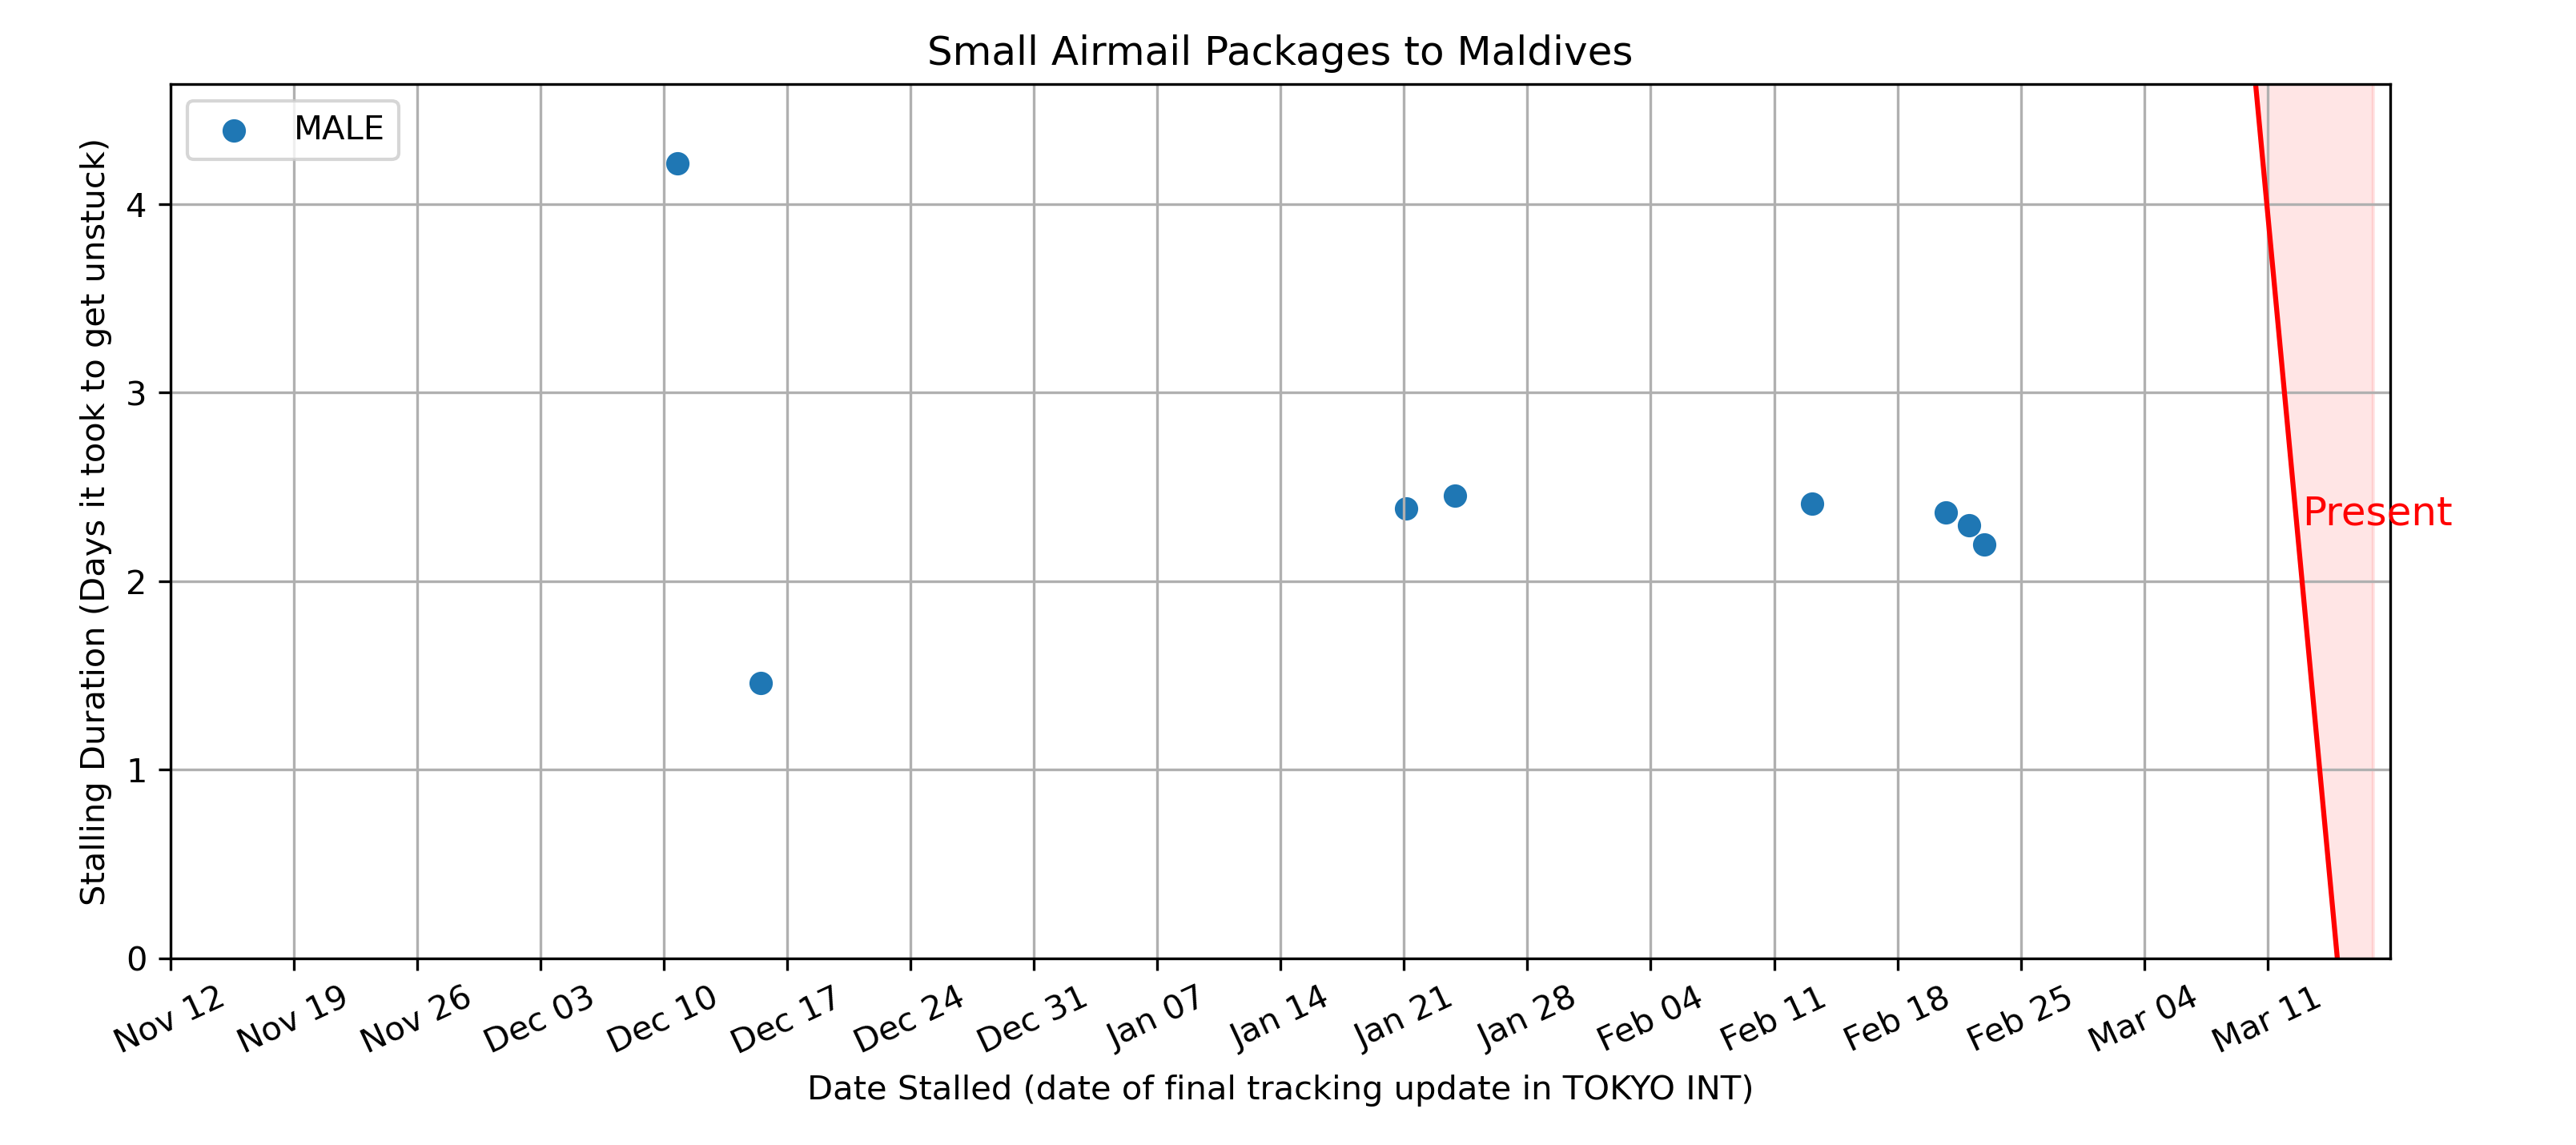 Small Airmail Packages to Maldives
MALE
Stalling Duration (Days it took to get unstuck)
4
3
2
1
0
Present
Nov 12
Nov 19
Nov 26
Dec 03
Dec 10
Dec 17
Dec 24
Dec 31
Jan 07
Jan 14
Jan 21
Jan 28
Feb 04
Feb 11
Feb 18
Feb 25
Mar 04
Mar 11
Date Stalled (date of final tracking update in TOKYO INT)